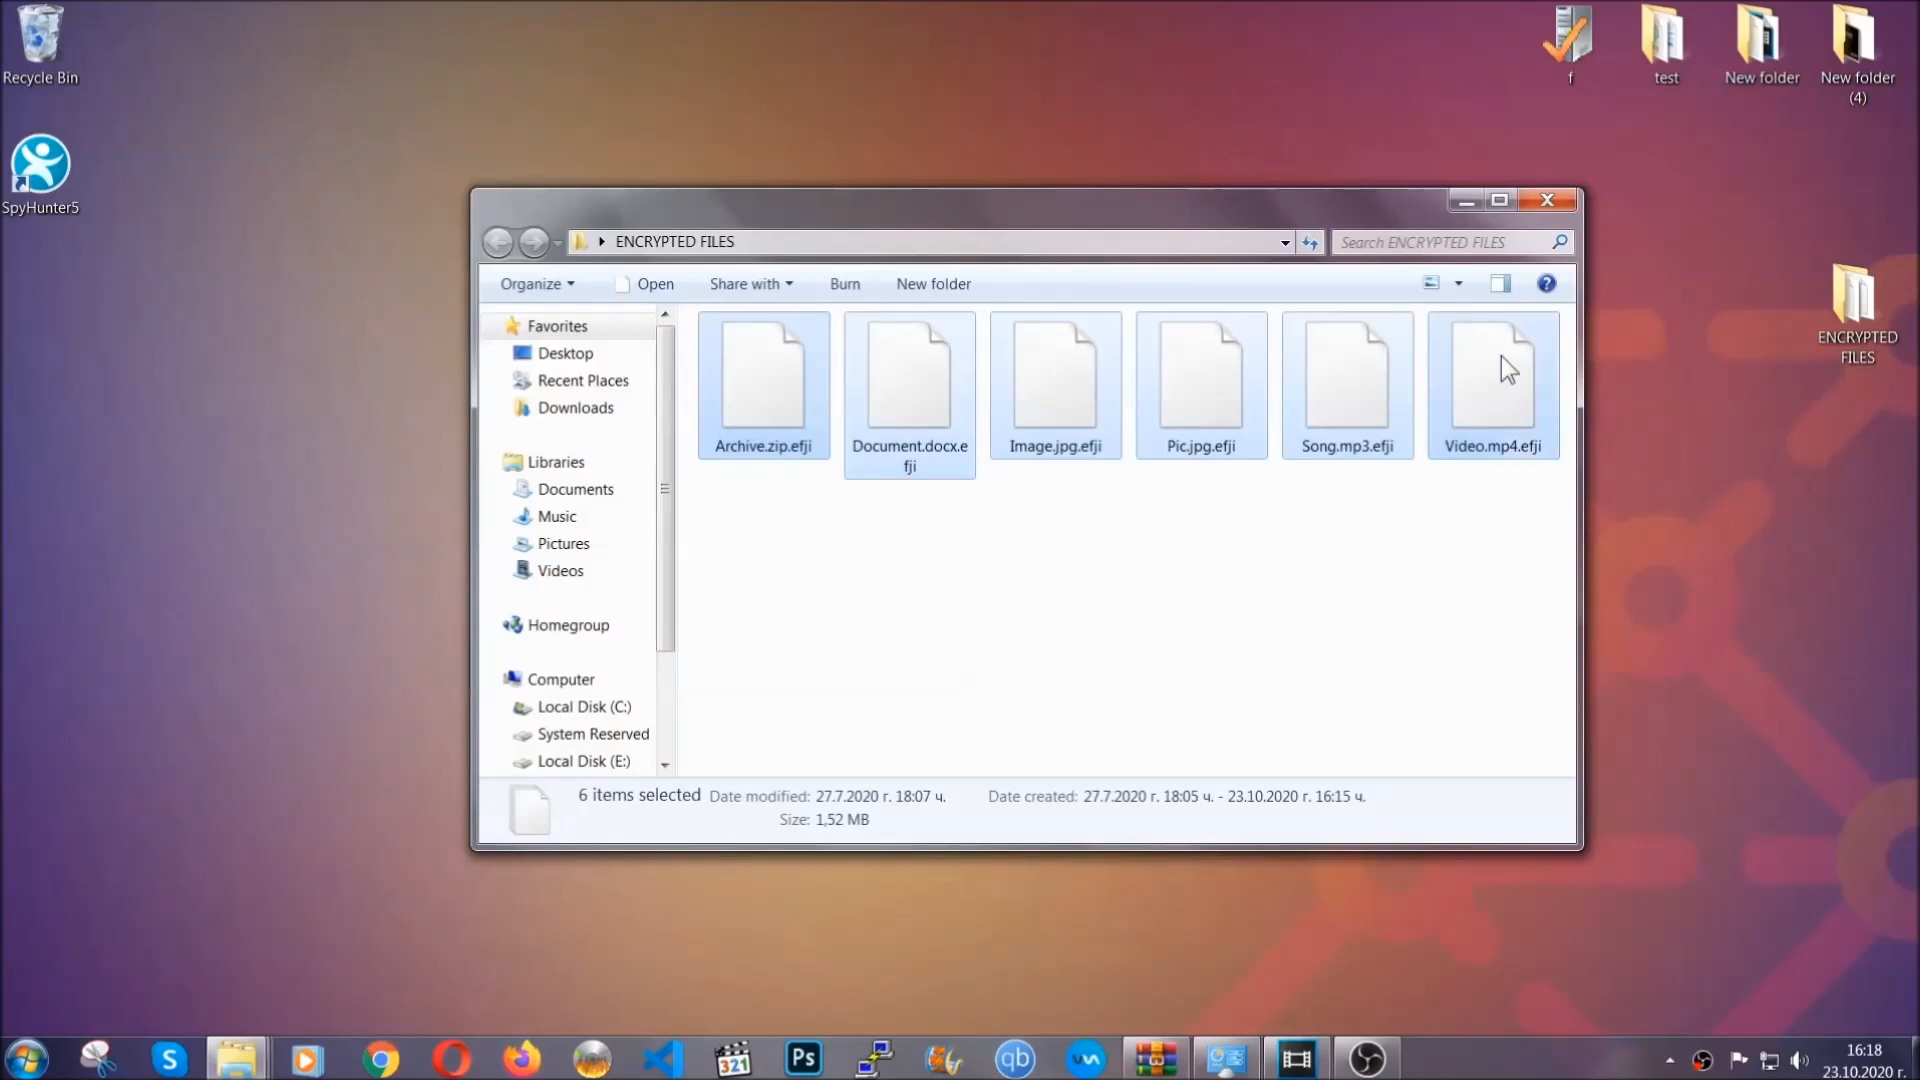 Recycle Bin
SpyHunter5
f
test
New folder
New folder
(4)
ENCRYPTED
FILES
ENCRYPTED FILES
Search ENCRYPTED FILES
Organize
Open
Share with
Burn
New folder
Favorites
Desktop
Recent Places
Downloads
Libraries
Documents
Music
Pictures
Videos
Homegroup
Computer
Local Disk (C:)
System Reserved
Local Disk (E:)
Archive.zip.efji
Document.docx.e
fji
Image.jpg.efji
Pic.jpg.efji
Song.mp3.efji
Video.mp4.efji
6 items selected Date modified: 27.7.2020 г. 18:07 ч. Date created: 27.7.2020 г. 18:05 ч. - 23.10.2020 г. 16:15 ч.
Size: 1,52 MB
S
321
Ps
qb
16:18
23.10.2020 г.